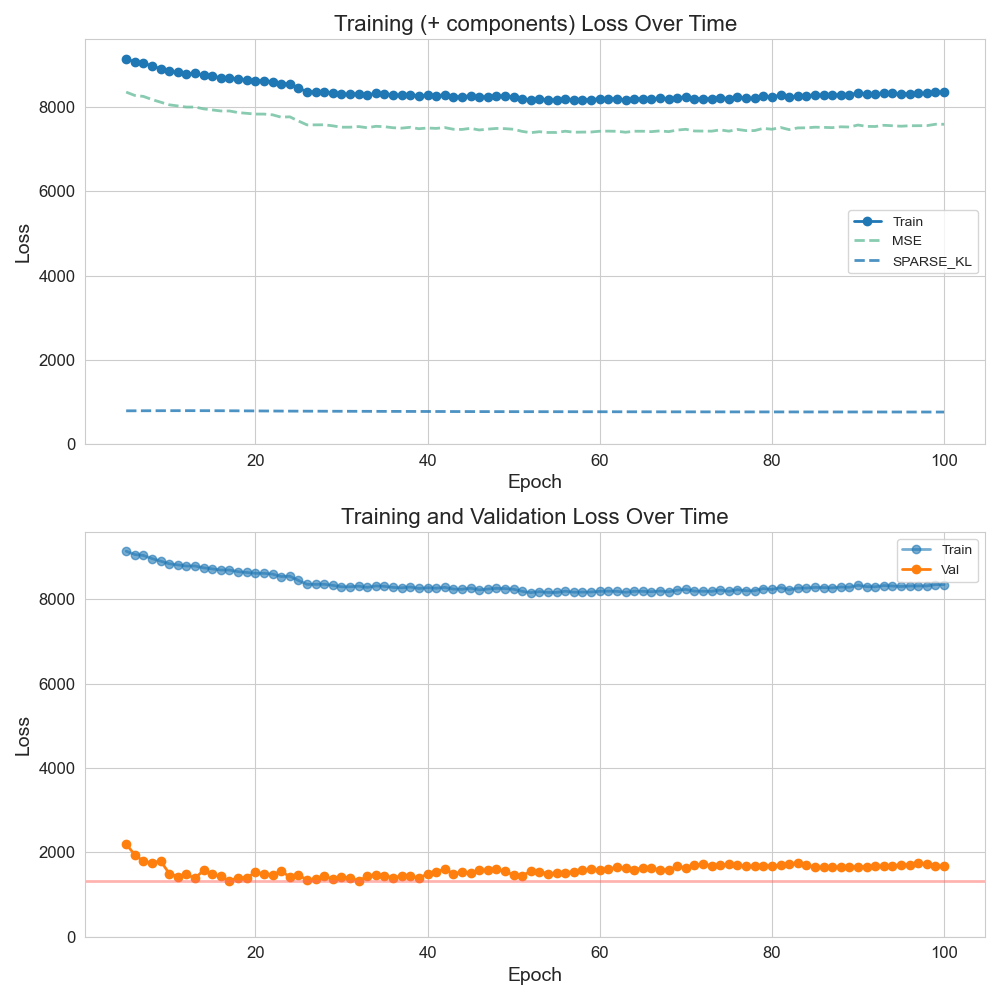 Training (+ components) Loss Over Time
Loss
8000
6000
4000
2000
0
Train
MSE
SPARSE_KL
20 40 60 80 100
Epoch
Training and Validation Loss Over Time
Loss
8000
6000
4000
2000
0
Train
Val
20 40 60 80 100
Epoch